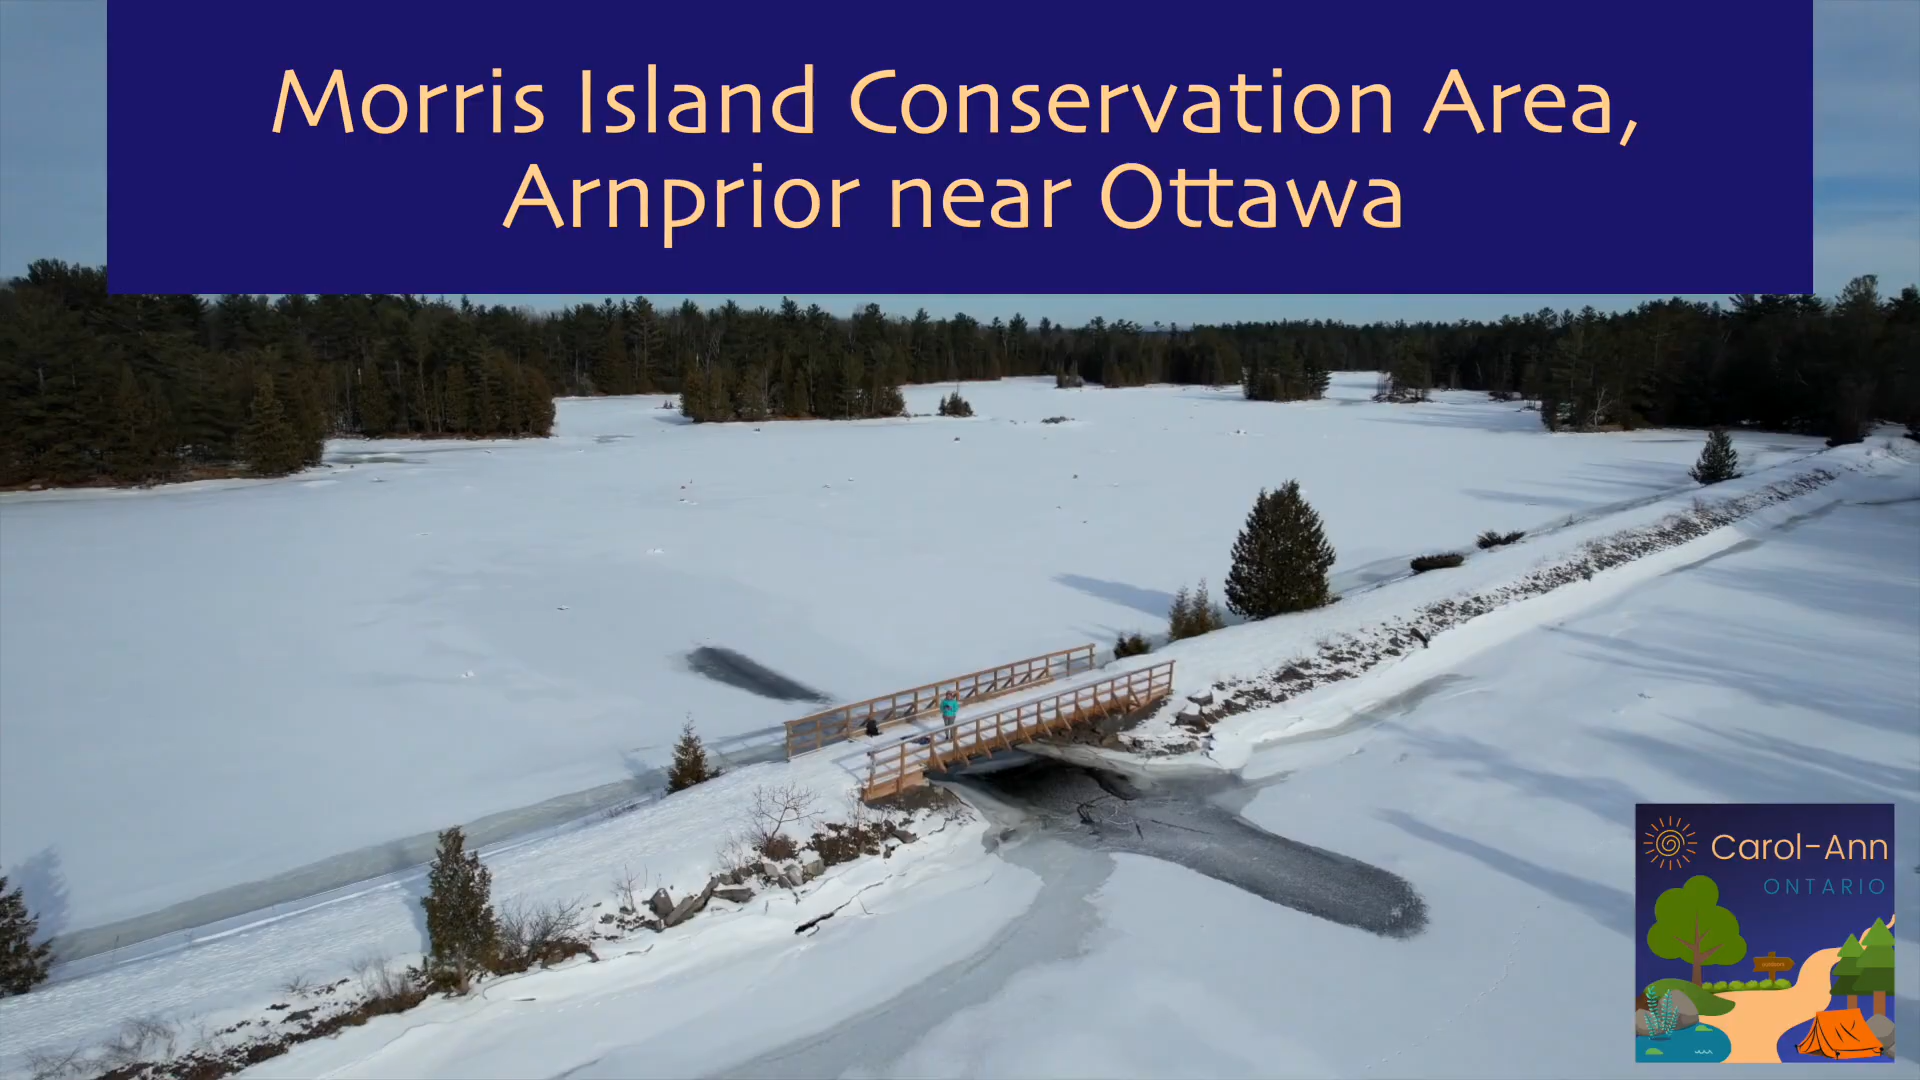 Morris Island Conservation Area,
Arnprior near Ottawa
Carol-Ann
ONTARIO